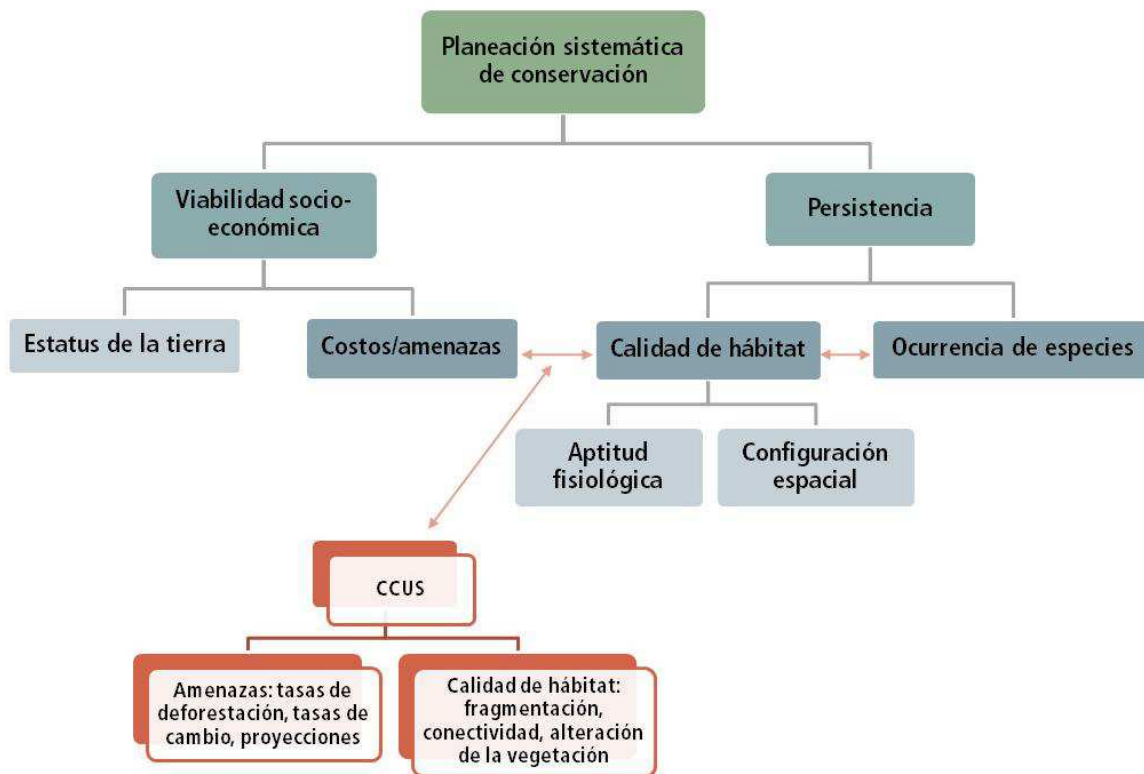 Planeación sistemática
de conservación
Viabilidad socio-
económica
Persistencia
Estatus de la tierra
Costos/amenazas
Calidad de hábitat
Ocurrencia de especies
Aptitud
fisiológica
Configuración
espacial
CCUS
Amenazas: tasas de
deforestación, tasas de
cambio, proyecciones
Calidad de hábitat:
fragmentación,
conectividad, alteración
de la vegetación